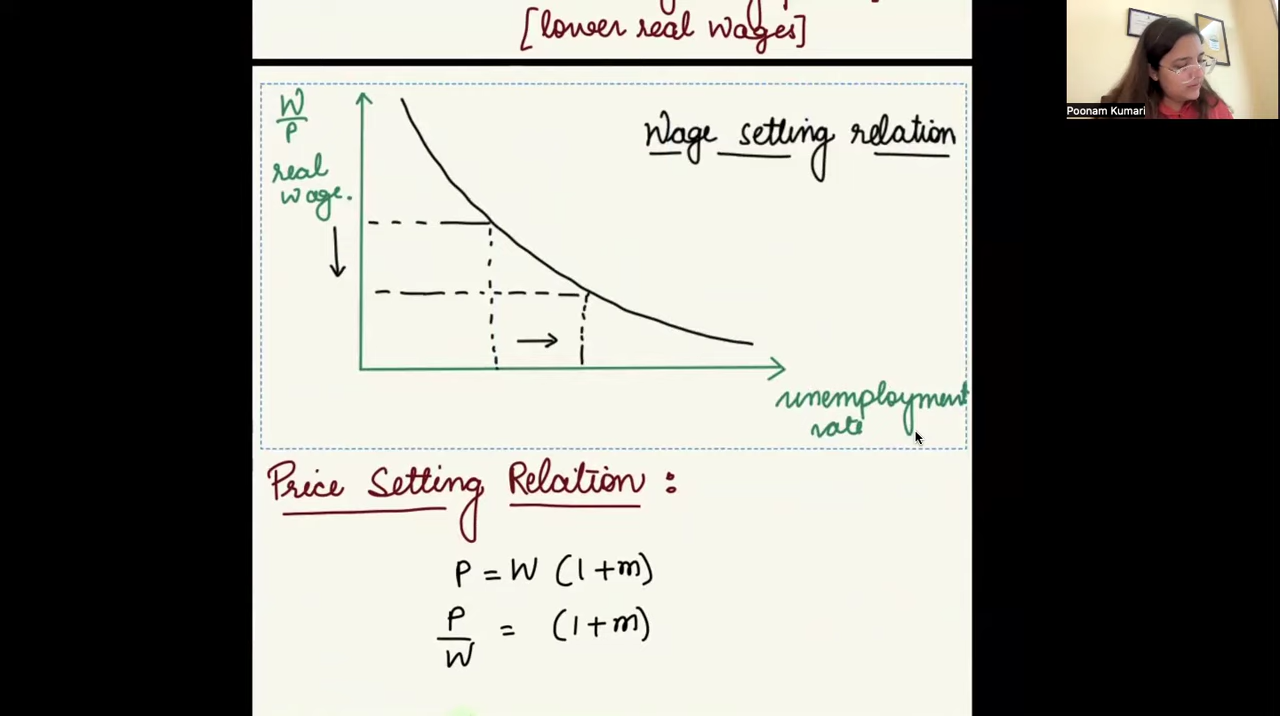 [lower real wages]
W/P
real
wage.
Wage setting relation
unemployment
rate
Price Setting Relation :
P = W (1+m)
P/W = (1+m)
Poonam Kumari